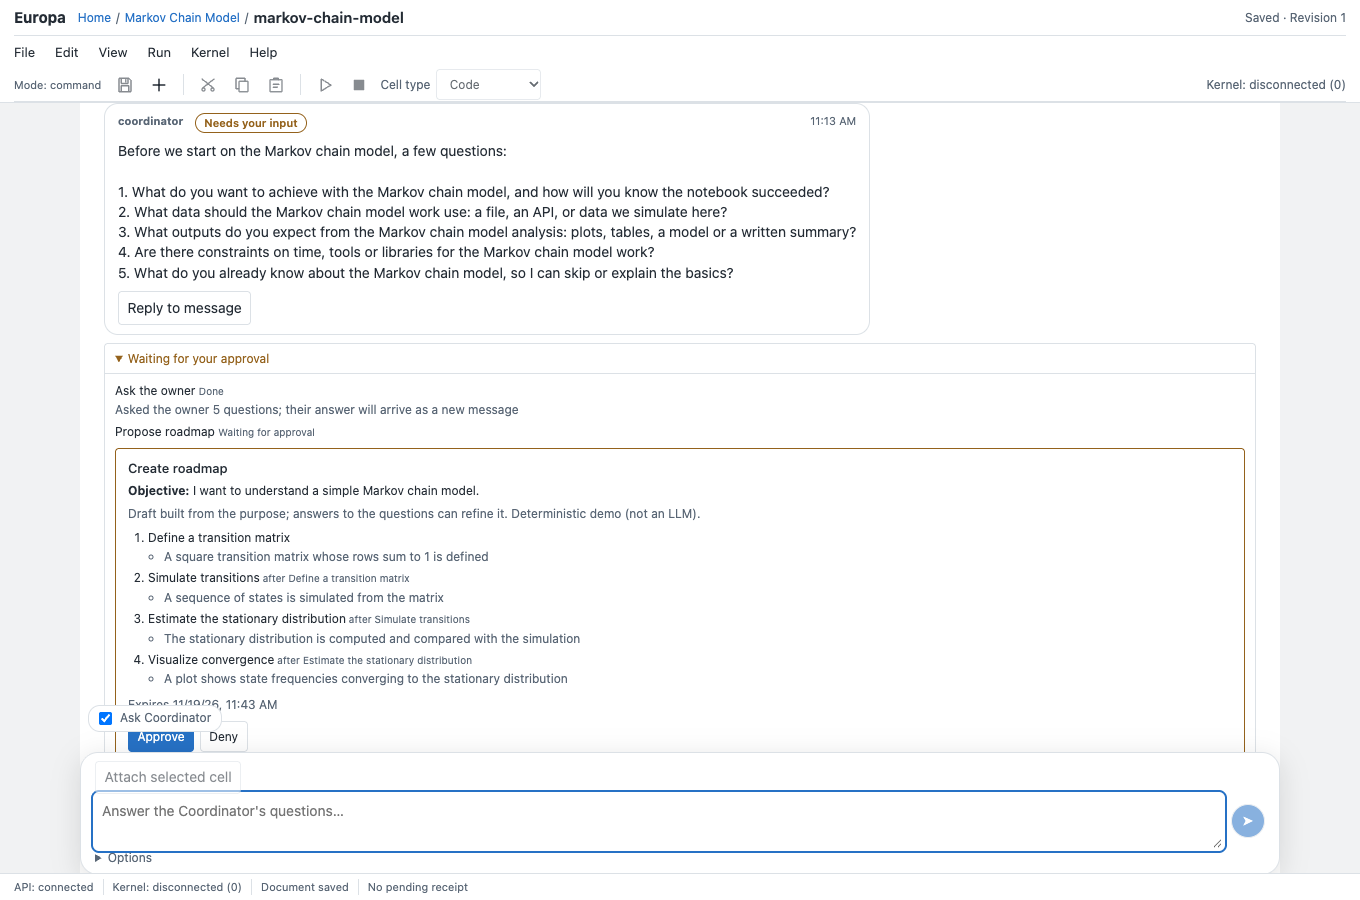 Europa Home / Markov Chain Model / markov-chain-model Saved · Revision 1
File Edit View Run Kernel Help
Mode: command Cell type Code Kernel: disconnected (0)
coordinator Needs your input 11:13 AM
Before we start on the Markov chain model, a few questions:
1. What do you want to achieve with the Markov chain model, and how will you know the notebook succeeded?
2. What data should the Markov chain model work use: a file, an API, or data we simulate here?
3. What outputs do you expect from the Markov chain model analysis: plots, tables, a model or a written summary?
4. Are there constraints on time, tools or libraries for the Markov chain model work?
5. What do you already know about the Markov chain model, so I can skip or explain the basics?
Reply to message
Waiting for your approval
Ask the owner Done
Asked the owner 5 questions; their answer will arrive as a new message
Propose roadmap Waiting for approval
Create roadmap
Objective: I want to understand a simple Markov chain model.
Draft built from the purpose; answers to the questions can refine it. Deterministic demo (not an LLM).
1. Define a transition matrix
A square transition matrix whose rows sum to 1 is defined
2. Simulate transitions after Define a transition matrix
A sequence of states is simulated from the matrix
3. Estimate the stationary distribution after Simulate transitions
The stationary distribution is computed and compared with the simulation
4. Visualize convergence after Estimate the stationary distribution
A plot shows state frequencies converging to the stationary distribution
Expires 11/19/26, 11:43 AM
Ask Coordinator
Approve Deny
Attach selected cell
Answer the Coordinator's questions...
Options
API: connected Kernel: disconnected (0) Document saved No pending receipt